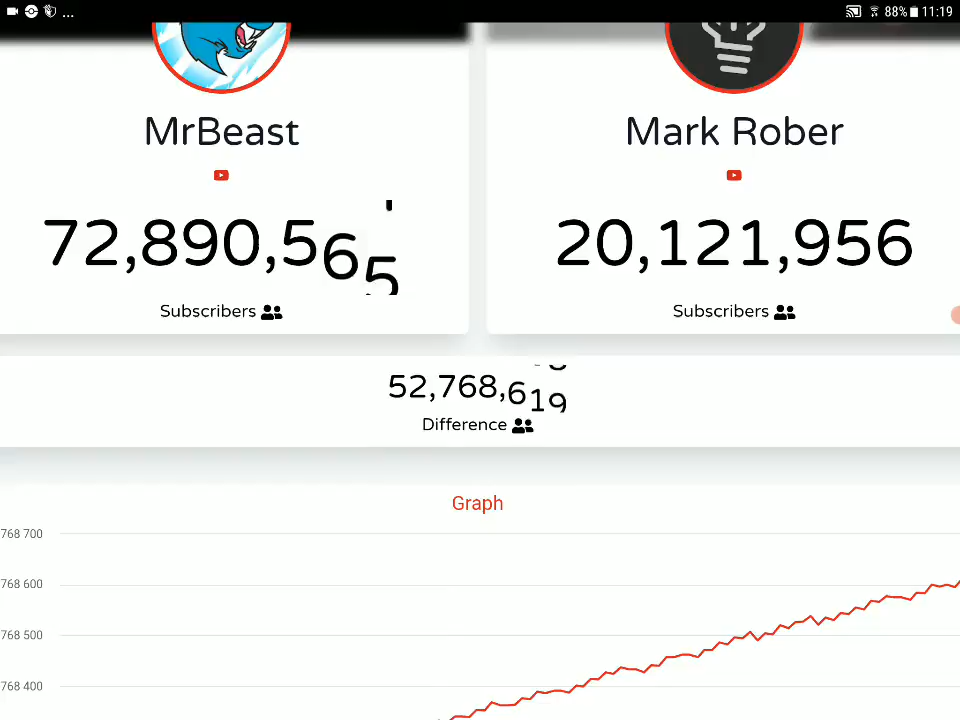 ... 88% 11:19
MrBeast
Mark Rober
72,890,565
20,121,956
Subscribers
Subscribers
52,768,619
Difference
Graph
768 700
768 600
768 500
768 400